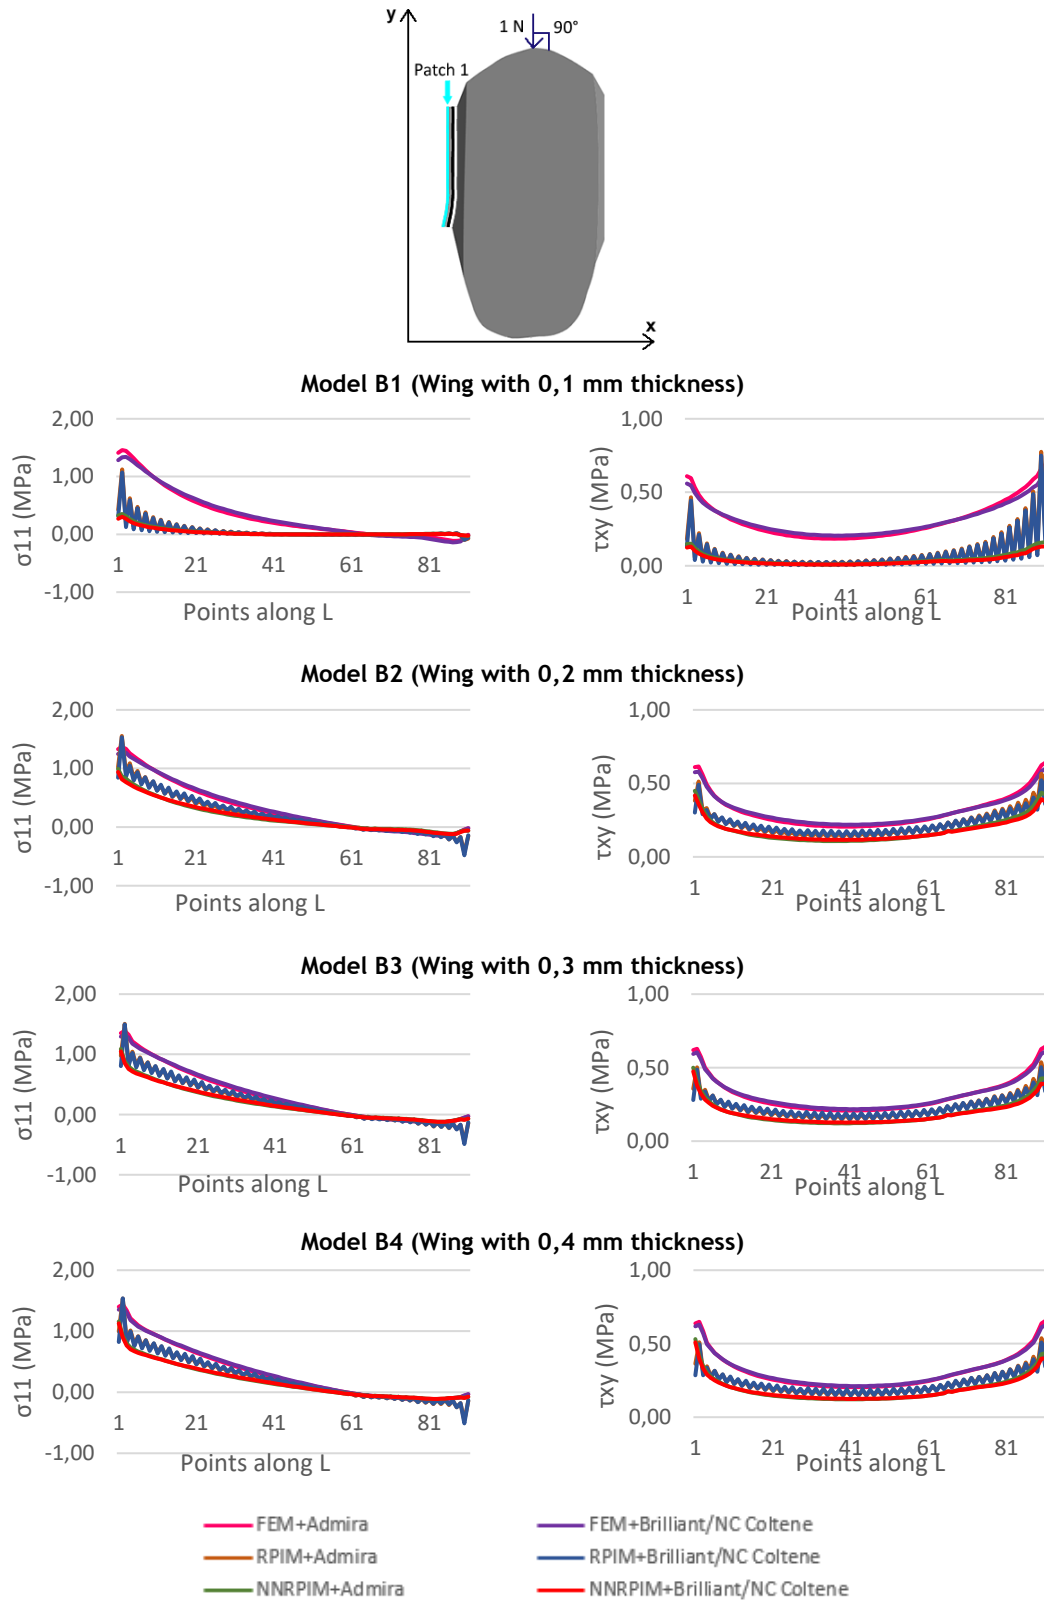 y
1 N 90°
Patch 1
x
Model B1 (Wing with 0,1 mm thickness)
2,00
1,00
0,00
-1,00
σ11 (MPa)
1 21 41 61 81
Points along L
1,00
0,50
0,00
τxy (MPa)
1 21 41 61 81
Points along L
Model B2 (Wing with 0,2 mm thickness)
2,00
1,00
0,00
-1,00
σ11 (MPa)
1 21 41 61 81
Points along L
1,00
0,50
0,00
τxy (MPa)
1 21 41 61 81
Points along L
Model B3 (Wing with 0,3 mm thickness)
2,00
1,00
0,00
-1,00
σ11 (MPa)
1 21 41 61 81
Points along L
1,00
0,50
0,00
τxy (MPa)
1 21 41 61 81
Points along L
Model B4 (Wing with 0,4 mm thickness)
2,00
1,00
0,00
-1,00
σ11 (MPa)
1 21 41 61 81
Points along L
1,00
0,50
0,00
τxy (MPa)
1 21 41 61 81
Points along L
FEM+Admira FEM+Brilliant/NC Coltene
RPIM+Admira RPIM+Brilliant/NC Coltene
NNRPIM+Admira NNRPIM+Brilliant/NC Coltene